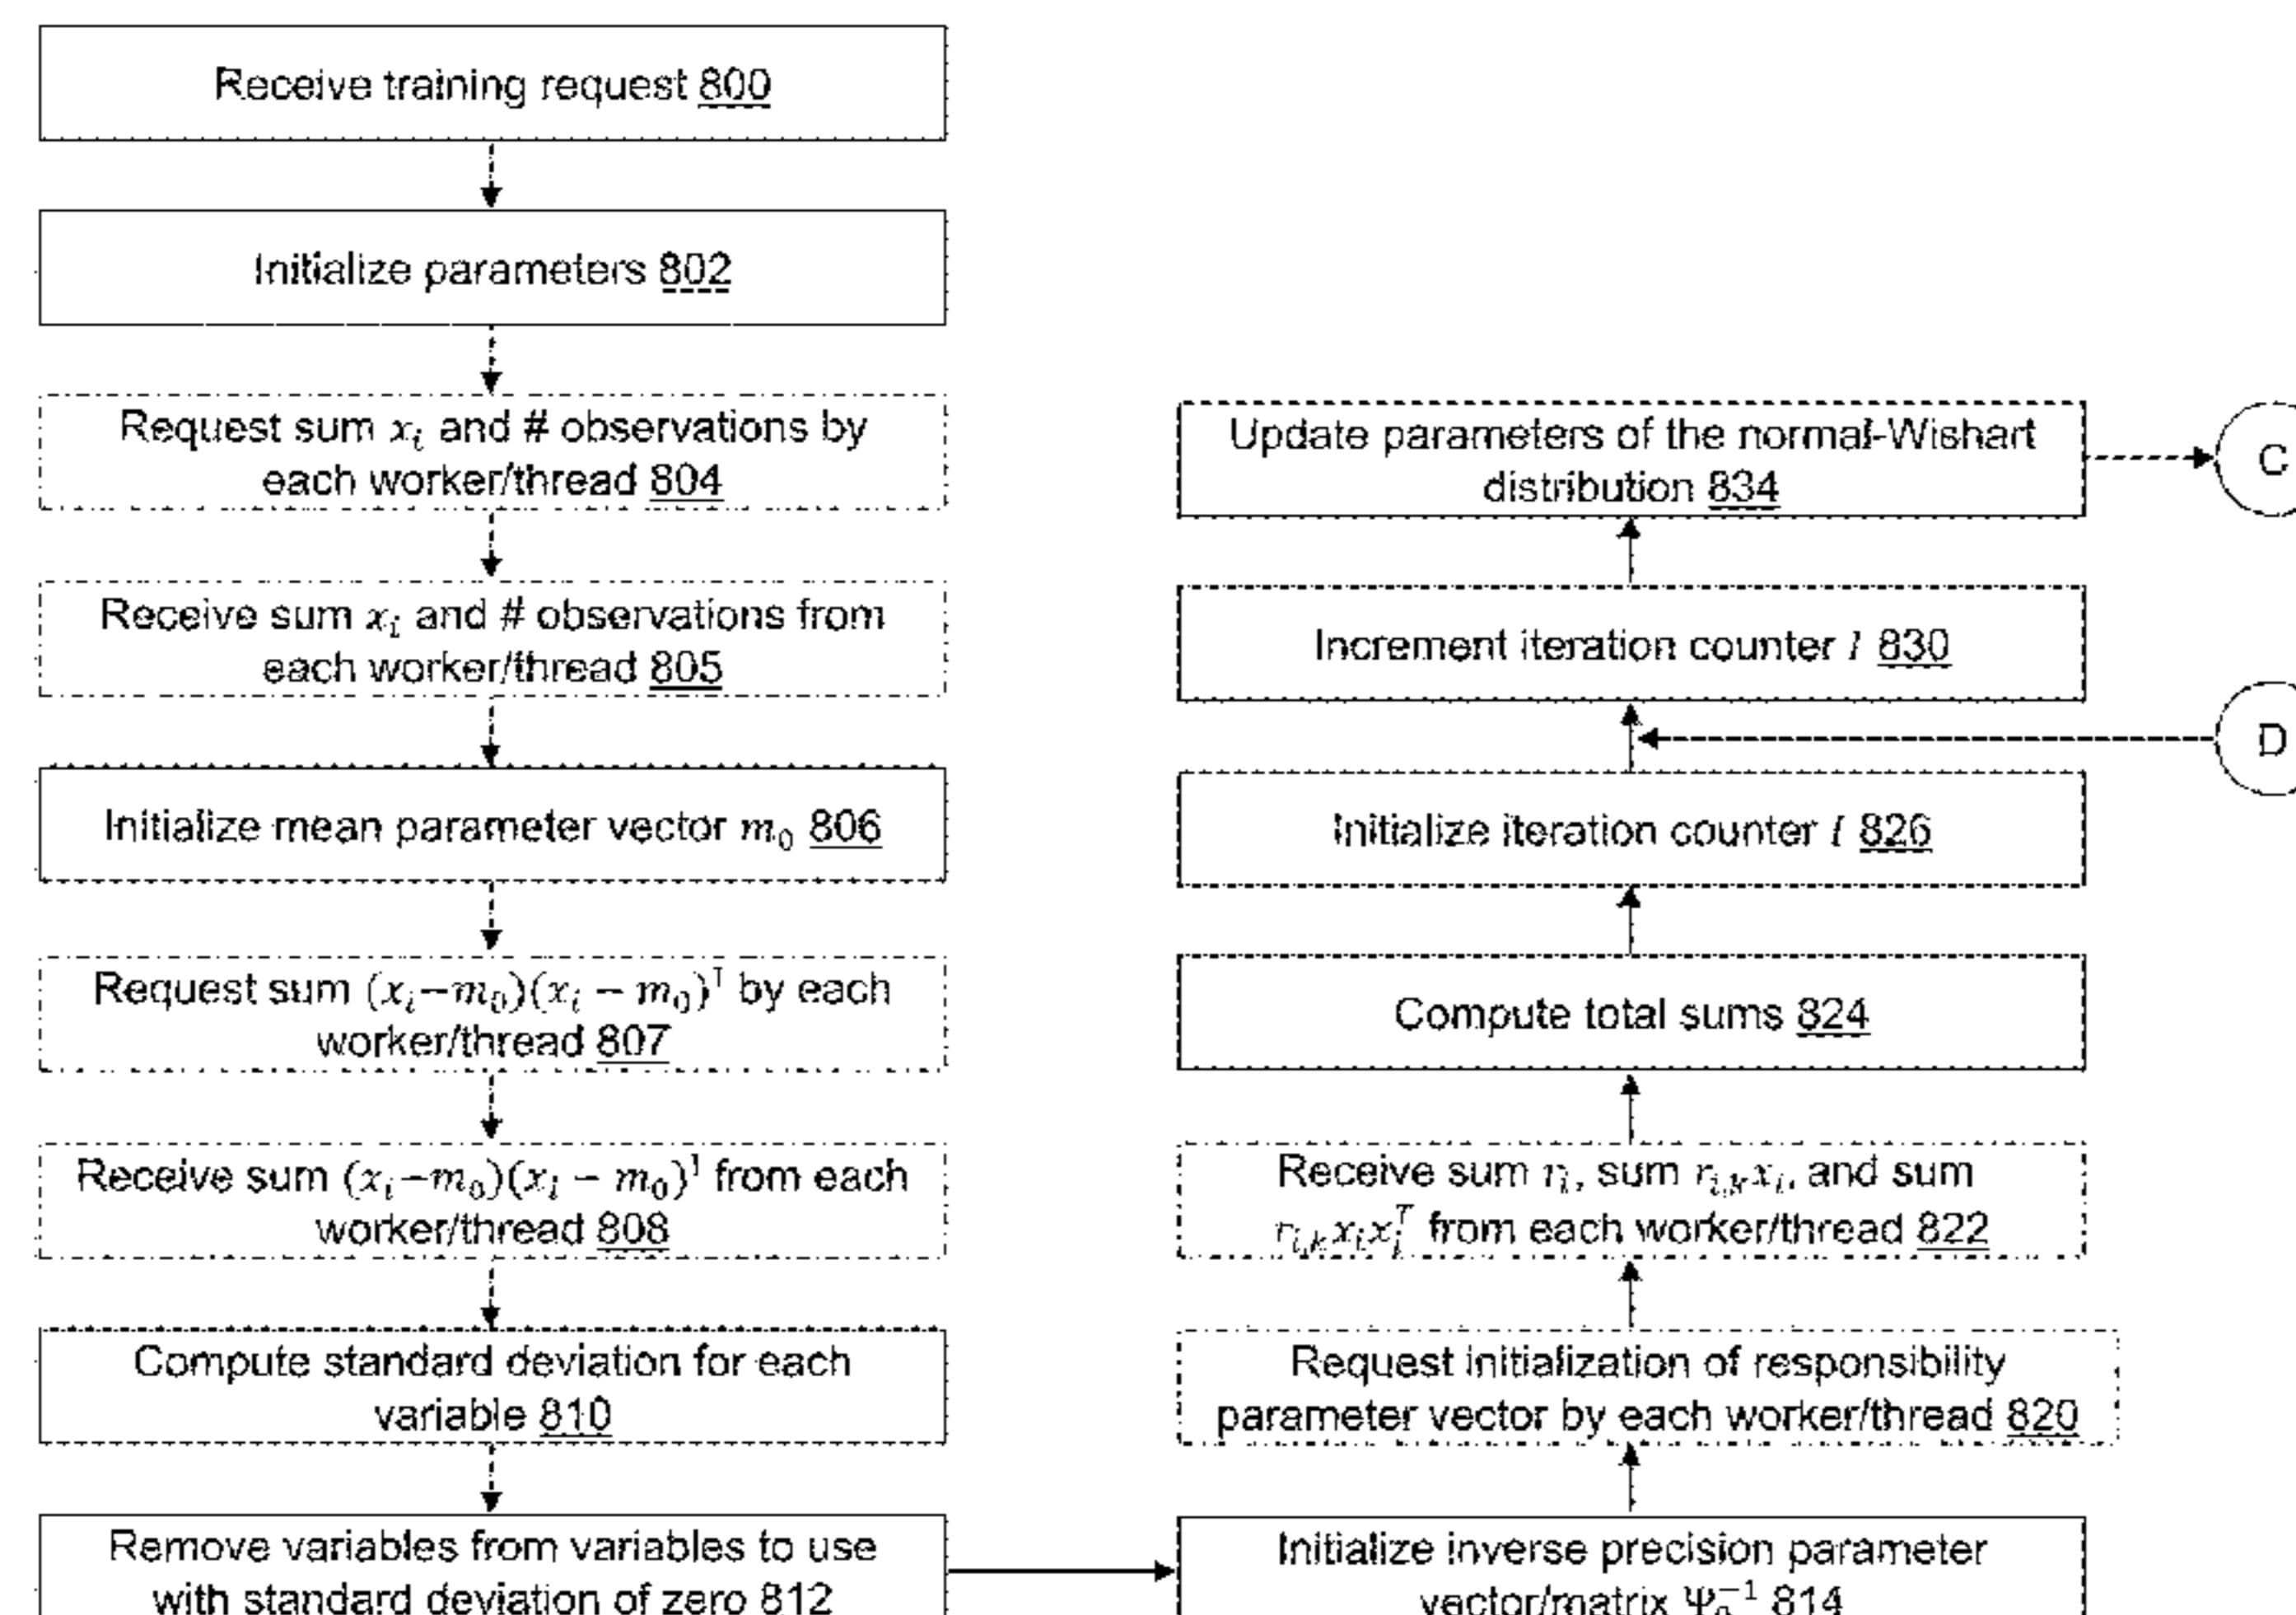 Receive training request 800
Initialize parameters 802
Request sum xᵢ and # observations by
each worker/thread 804
Receive sum xᵢ and # observations from
each worker/thread 805
Initialize mean parameter vector m₀ 806
Request sum (xᵢ−m₀)(xᵢ − m₀)ᵀ by each
worker/thread 807
Receive sum (xᵢ−m₀)(xᵢ − m₀)ᵀ from each
worker/thread 808
Compute standard deviation for each
variable 810
Remove variables from variables to use
with standard deviation of zero 812
Initialize inverse precision parameter
vector/matrix Ψ₀⁻¹ 814
Request initialization of responsibility
parameter vector by each worker/thread 820
Receive sum rᵢ, sum rᵢ,ₖxᵢ, and sum
rᵢ,ₖxᵢxᵢᵀ from each worker/thread 822
Compute total sums 824
Initialize iteration counter I 826
D
Increment iteration counter I 830
Update parameters of the normal-Wishart
distribution 834
C